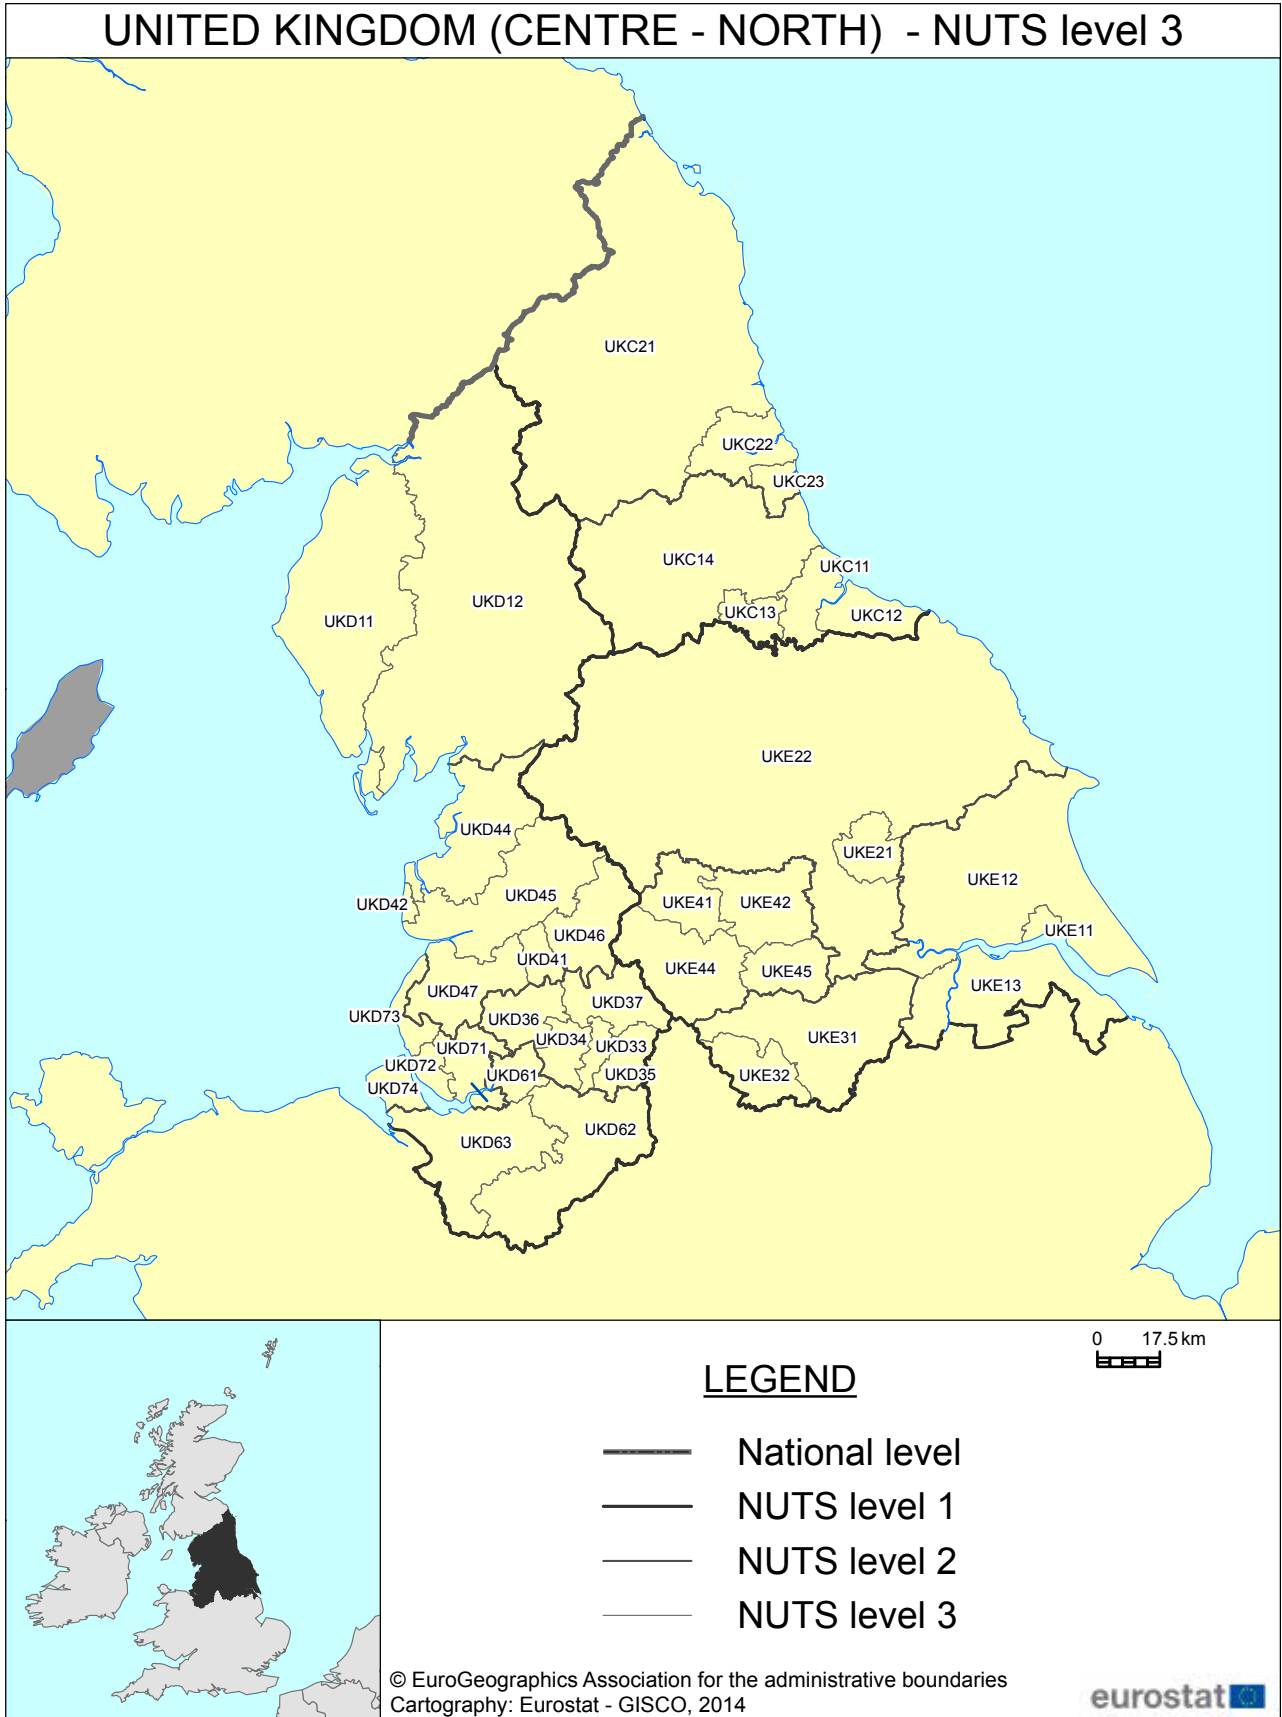 UNITED KINGDOM (CENTRE - NORTH) - NUTS level 3
UKC21
UKC22
UKC23
UKC14
UKC11
UKD12
UKC13
UKC12
UKD11
UKE22
UKD44
UKE21
UKE12
UKD45
UKD42
UKE41
UKE42
UKE11
UKD46
UKD41
UKE44
UKE45
UKE13
UKD47
UKD37
UKD73
UKD36
UKD34
UKD33
UKE31
UKD71
UKD72
UKD61
UKD35
UKE32
UKD74
UKD63
UKD62
0 17.5 km
LEGEND
National level
NUTS level 1
NUTS level 2
NUTS level 3
© EuroGeographics Association for the administrative boundaries
Cartography: Eurostat - GISCO, 2014
eurostat